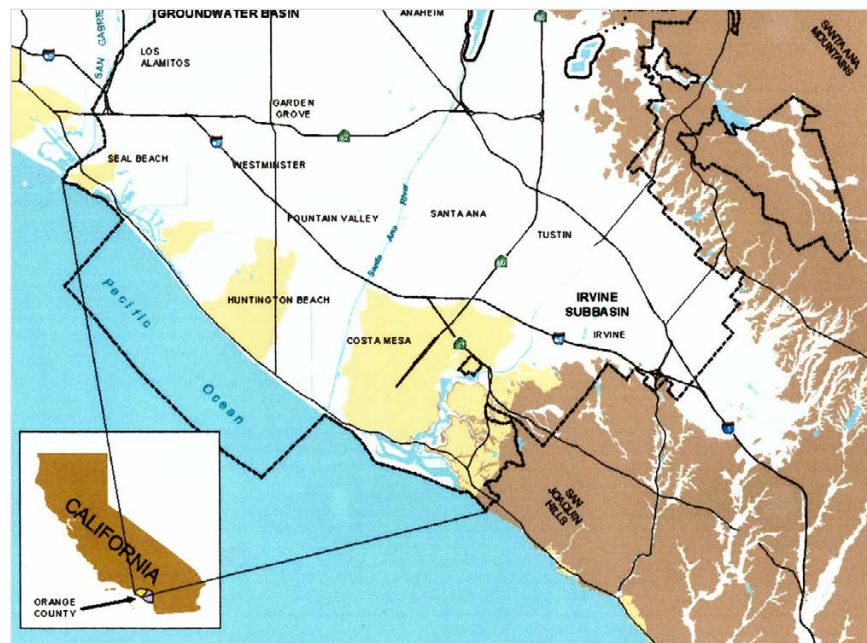 GROUNDWATER BASIN
ANAHEIM
SAN GABRIEL
LOS
ALAMITOS
SANTA ANA
MOUNTAINS
GARDEN
GROVE
SEAL BEACH
WESTMINSTER
FOUNTAIN VALLEY
Santa Ana River
SANTA ANA
TUSTIN
Pacific
Ocean
HUNTINGTON BEACH
COSTA MESA
IRVINE
SUBBASIN
IRVINE
SAN
JOAQUIN
HILLS
CALIFORNIA
ORANGE
COUNTY